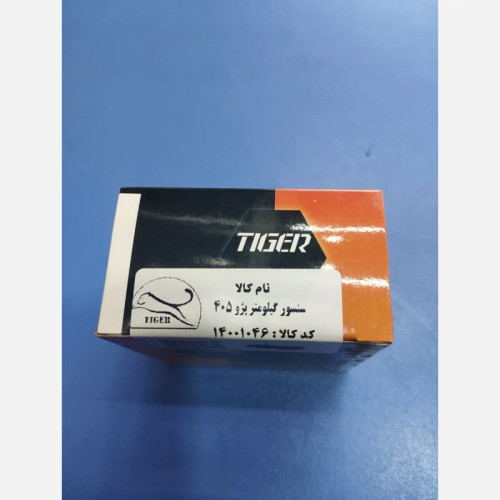 TIGER
نام کالا
سنسور کیلومتر پژو ۴۰۵
کد کالا : ۱۴۰۰۱۰۴۶
TIGER